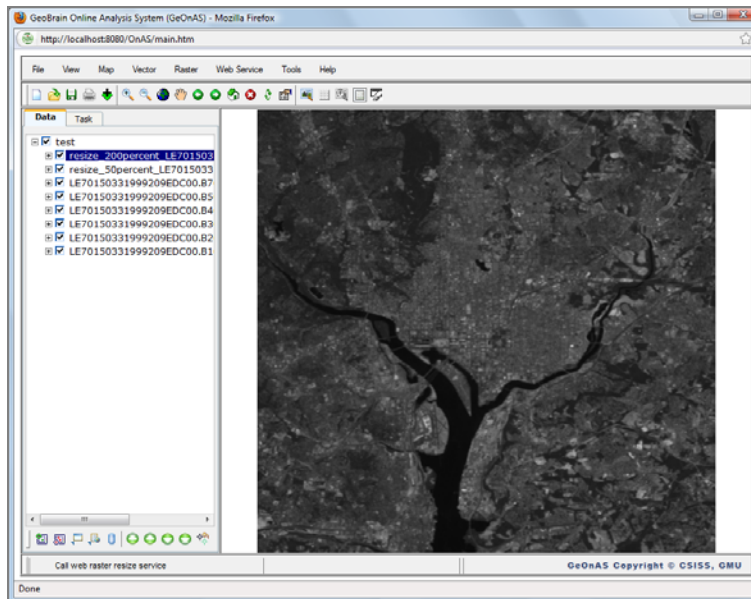 GeoBrain Online Analysis System (GeOnAS) - Mozilla Firefox
http://localhost:8080/OnAS/main.htm
File View Map Vector Raster Web Service Tools Help
Data Task
test
resize_200percent_LE701503
resize_50percent_LE7015033
LE70150331999209EDC00.B7
LE70150331999209EDC00.B5
LE70150331999209EDC00.B4
LE70150331999209EDC00.B3
LE70150331999209EDC00.B2
LE70150331999209EDC00.B1
Call web raster resize service GeOnAS Copyright © CSISS, GMU
Done